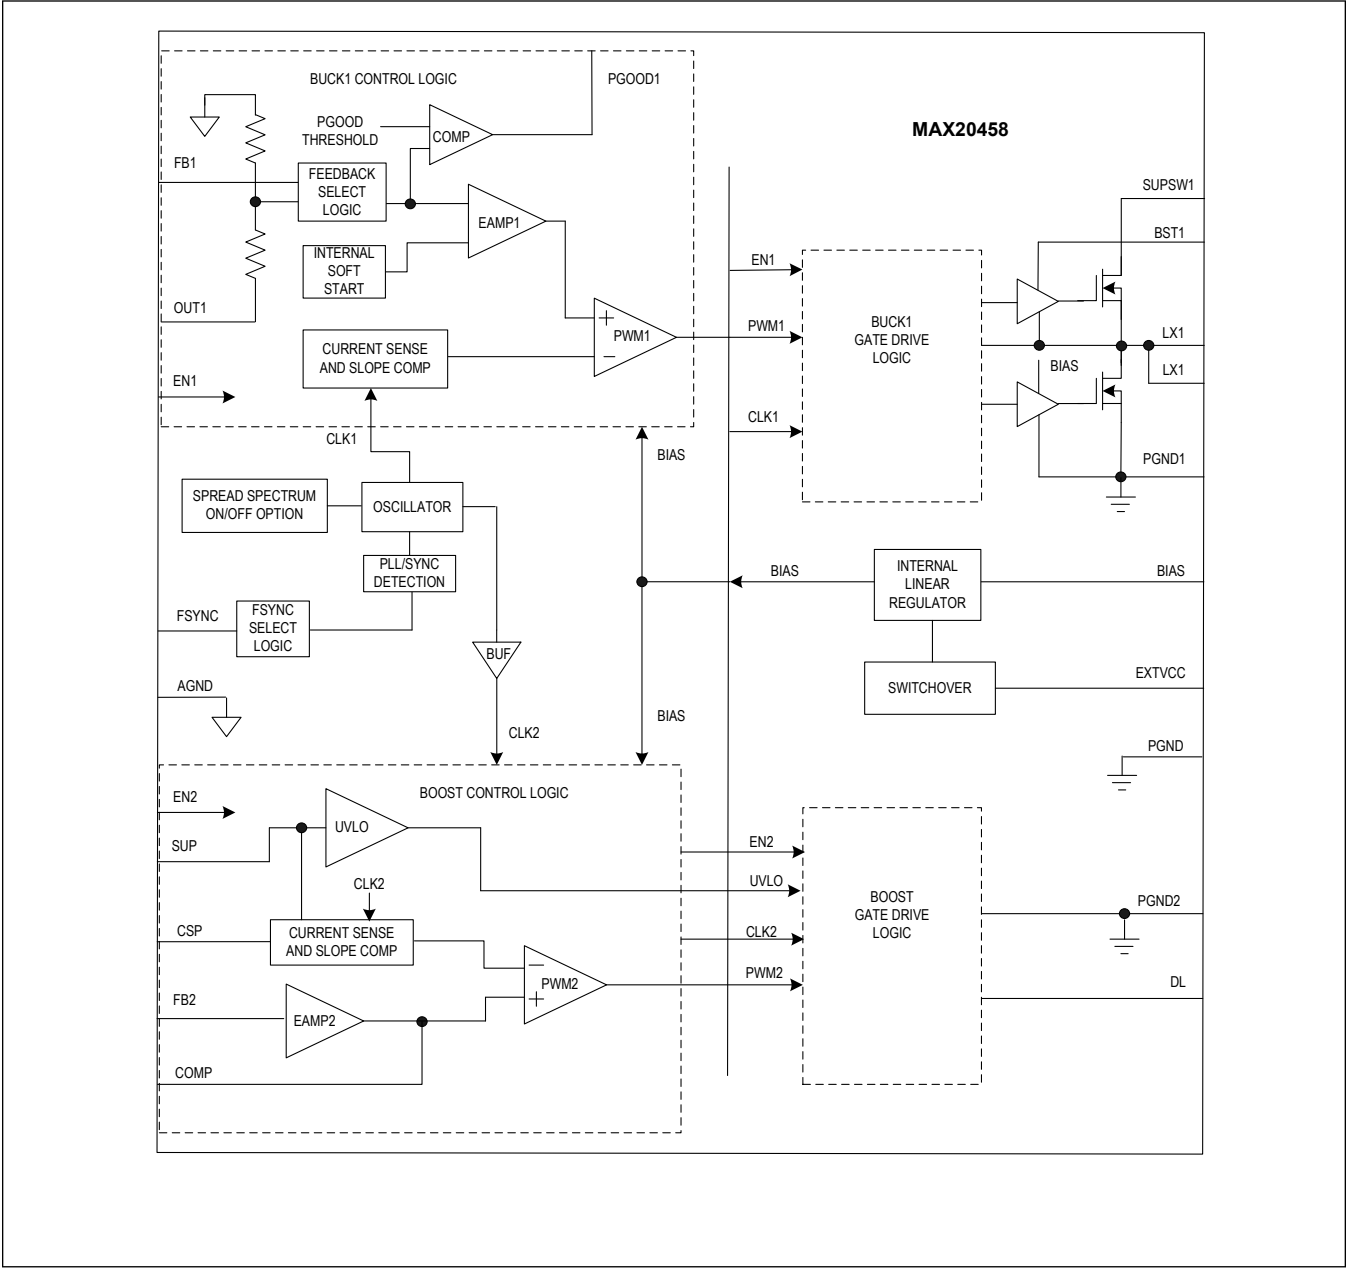 BUCK1 CONTROL LOGIC
PGOOD1
PGOOD
THRESHOLD
COMP
MAX20458
FB1
FEEDBACK
SELECT
LOGIC
SUPSW1
EAMP1
BST1
INTERNAL
SOFT
START
EN1
OUT1
PWM1
PWM1
BUCK1
GATE DRIVE
LOGIC
LX1
CURRENT SENSE
AND SLOPE COMP
BIAS
LX1
EN1
CLK1
CLK1
BIAS
PGND1
SPREAD SPECTRUM
ON/OFF OPTION
OSCILLATOR
PLL/SYNC
DETECTION
BIAS
INTERNAL
LINEAR
REGULATOR
BIAS
FSYNC
FSYNC
SELECT
LOGIC
BUF
AGND
SWITCHOVER
EXTVCC
BIAS
CLK2
PGND
EN2
BOOST CONTROL LOGIC
SUP
UVLO
EN2
CLK2
UVLO
BOOST
GATE DRIVE
LOGIC
PGND2
CSP
CURRENT SENSE
AND SLOPE COMP
CLK2
PWM2
PWM2
DL
FB2
EAMP2
COMP